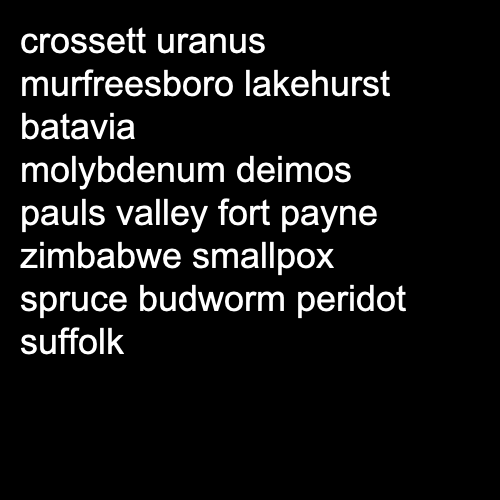 crossett uranus
murfreesboro lakehurst
batavia
molybdenum deimos
pauls valley fort payne
zimbabwe smallpox
spruce budworm peridot
suffolk